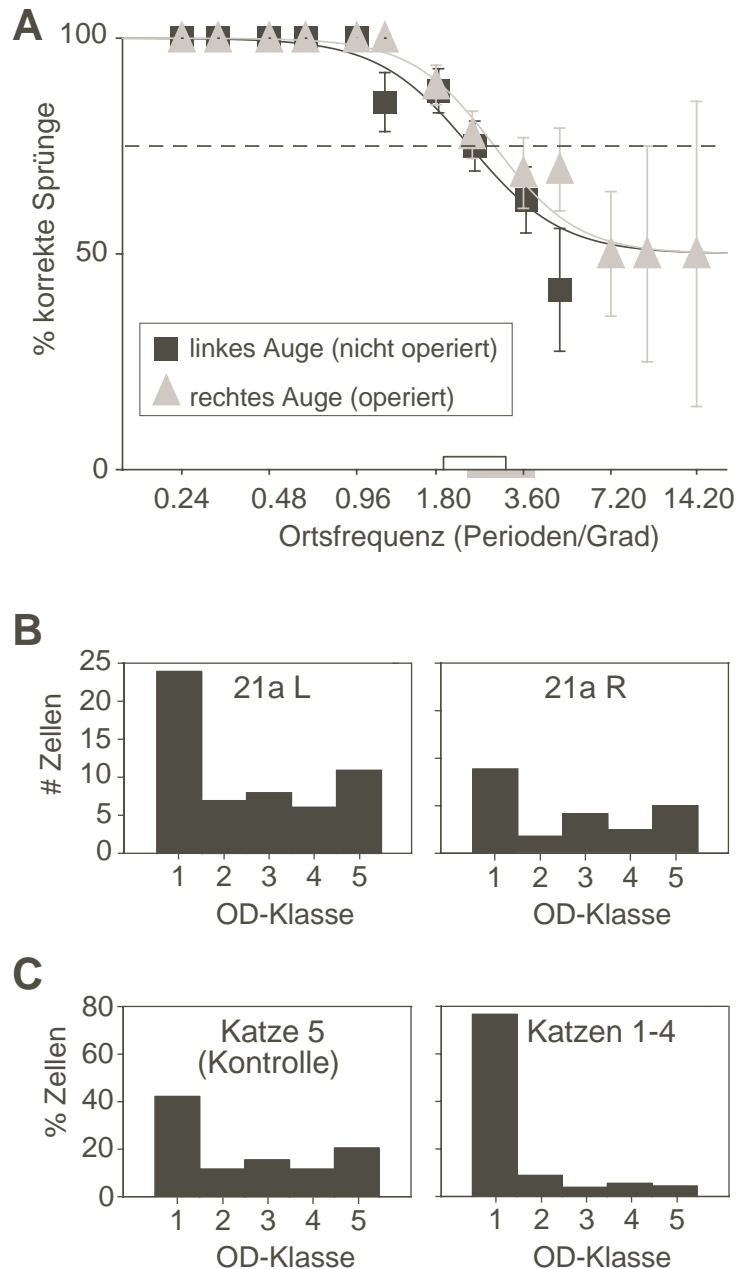 A
100
50
0
% korrekte Sprünge
linkes Auge (nicht operiert)
rechtes Auge (operiert)
0.24 0.48 0.96 1.80 3.60 7.20 14.20
Ortsfrequenz (Perioden/Grad)
B
25
20
15
10
5
0
# Zellen
21a L
1 2 3 4 5
OD-Klasse
21a R
1 2 3 4 5
OD-Klasse
C
80
60
40
20
0
% Zellen
Katze 5
(Kontrolle)
1 2 3 4 5
OD-Klasse
Katzen 1-4
1 2 3 4 5
OD-Klasse